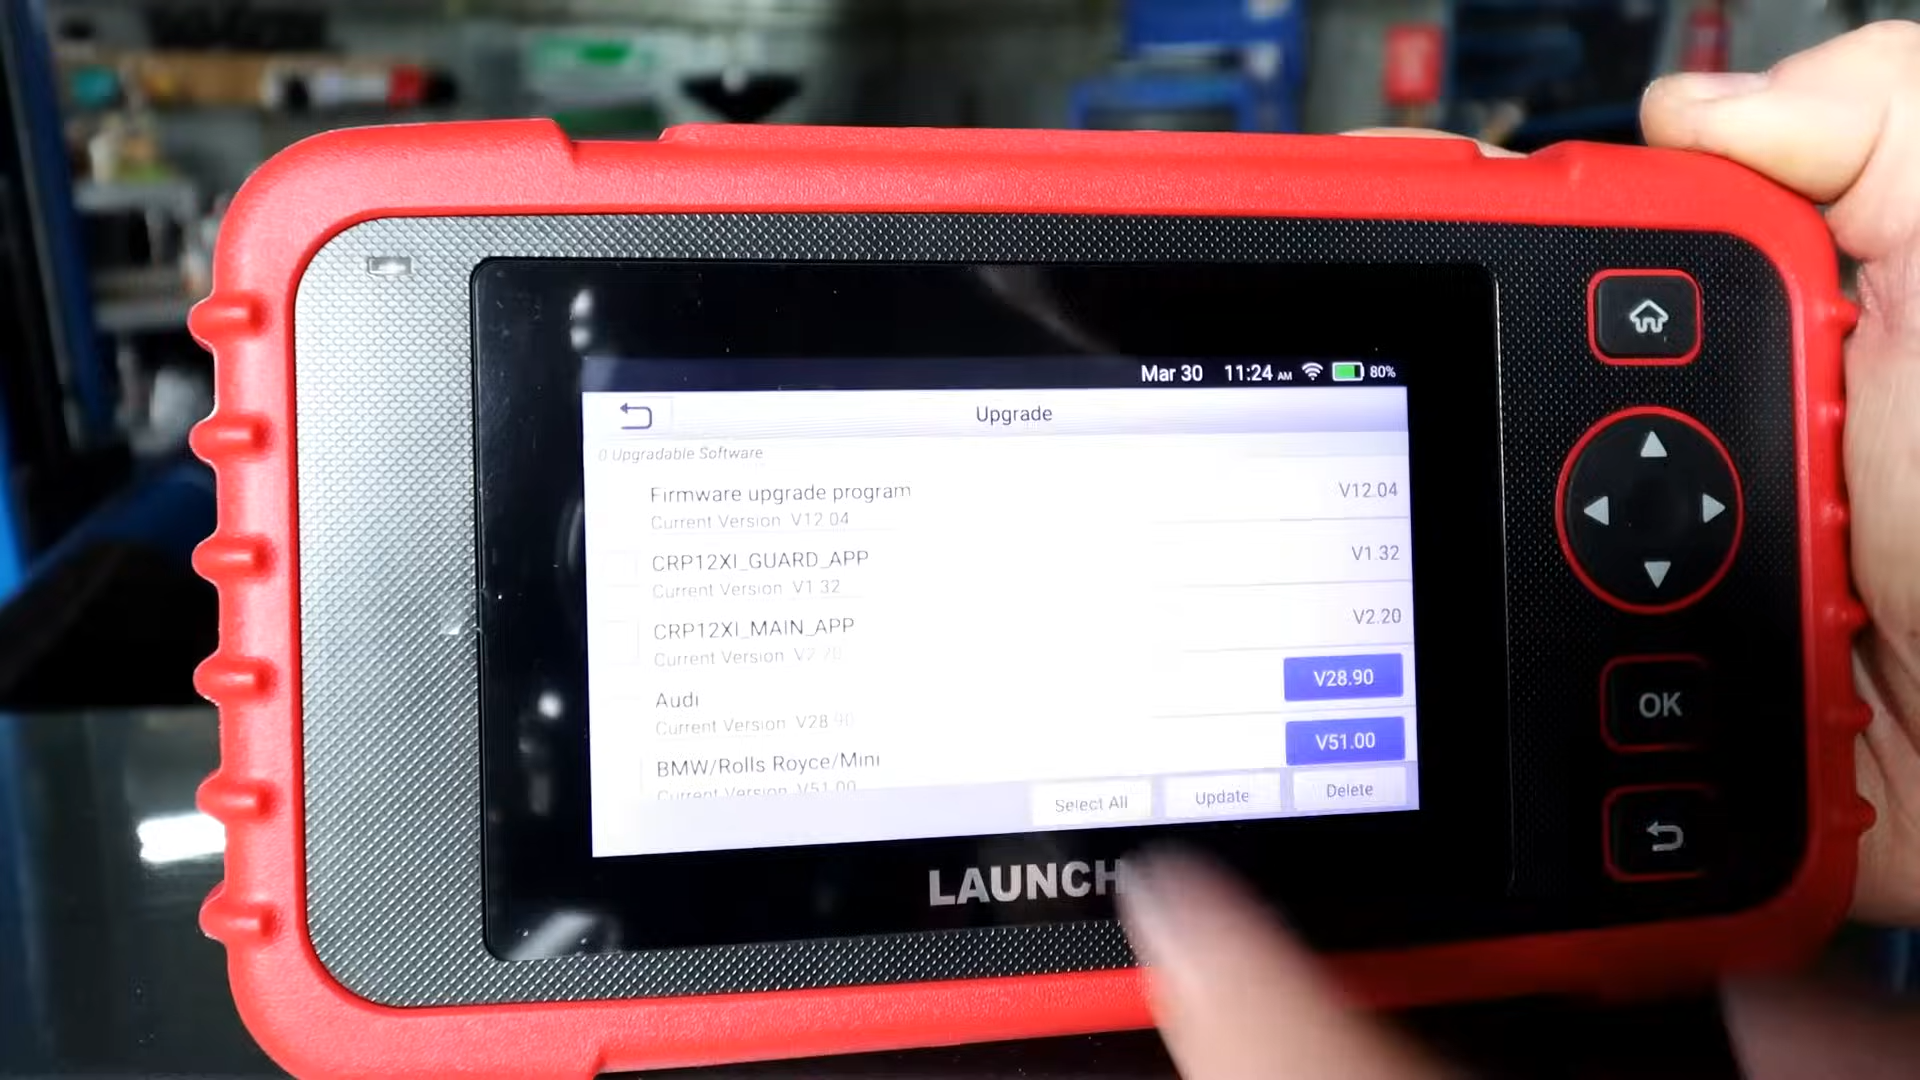 Mar 30 11:24 AM 80%
Upgrade
0 Upgradable Software
Firmware upgrade program V12.04
Current Version V12.04
CRP12XI_GUARD_APP V1.32
Current Version V1.32
CRP12XI_MAIN_APP V2.20
Current Version V2.20
Audi V28.90
Current Version V28.90
BMW/Rolls Royce/Mini V51.00
Current Version V51.00
Select All Update Delete
LAUNCH
OK